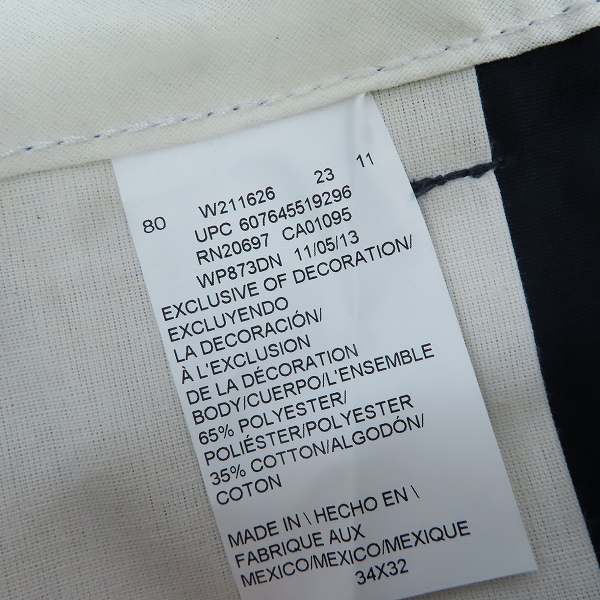 80 W211626 23 11
UPC 607645519296
RN20697 CA01095
WP873DN 11/05/13
EXCLUSIVE OF DECORATION/
EXCLUYENDO
LA DECORACIÓN/
À L'EXCLUSION
DE LA DÉCORATION
BODY/CUERPO/L'ENSEMBLE
65% POLYESTER/
POLIÉSTER/POLYESTER
35% COTTON/ALGODÓN/
COTON
MADE IN \ HECHO EN \
FABRIQUE AUX
MEXICO/MEXICO/MEXIQUE
34X32